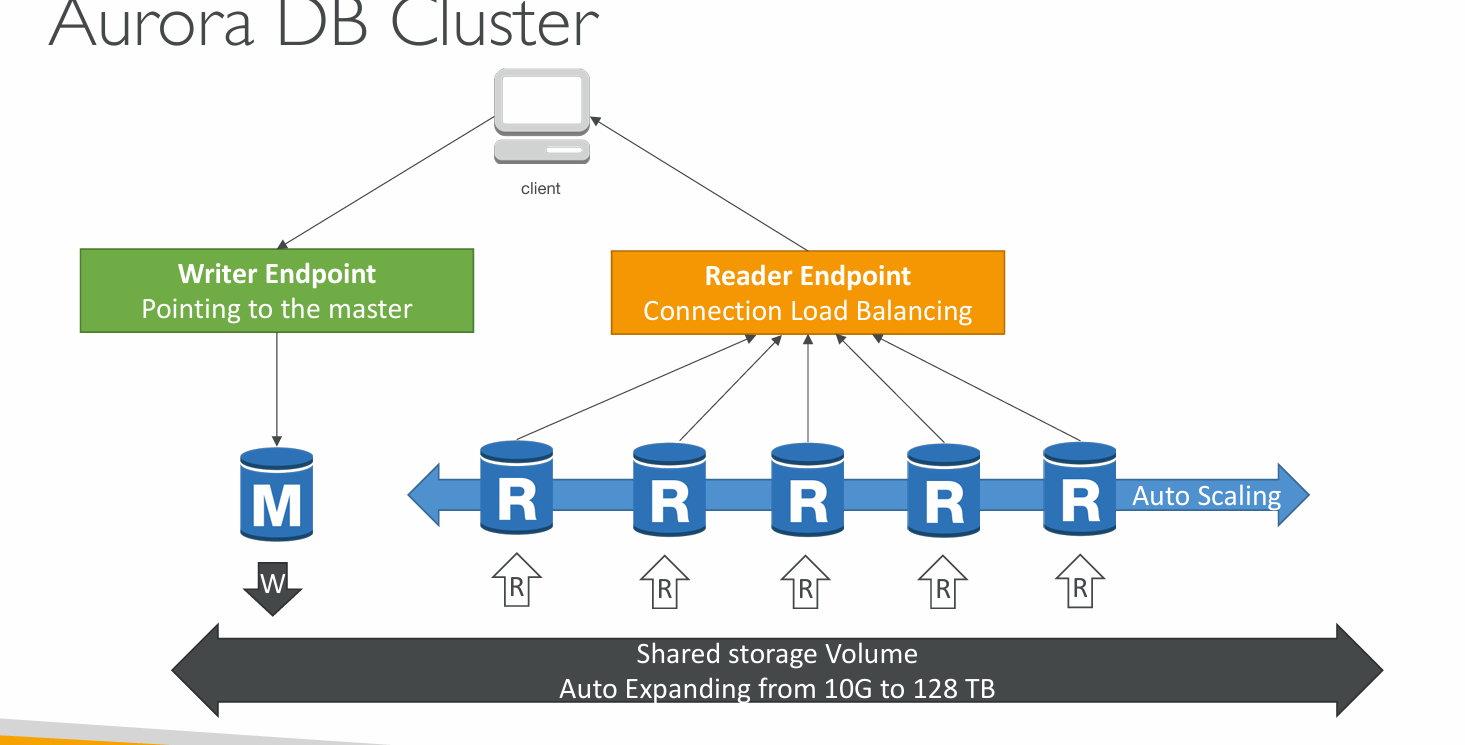 Aurora DB Cluster
client
Writer Endpoint
Pointing to the master
Reader Endpoint
Connection Load Balancing
M
R
R
R
R
R
Auto Scaling
W
R
R
R
R
R
Shared storage Volume
Auto Expanding from 10G to 128 TB